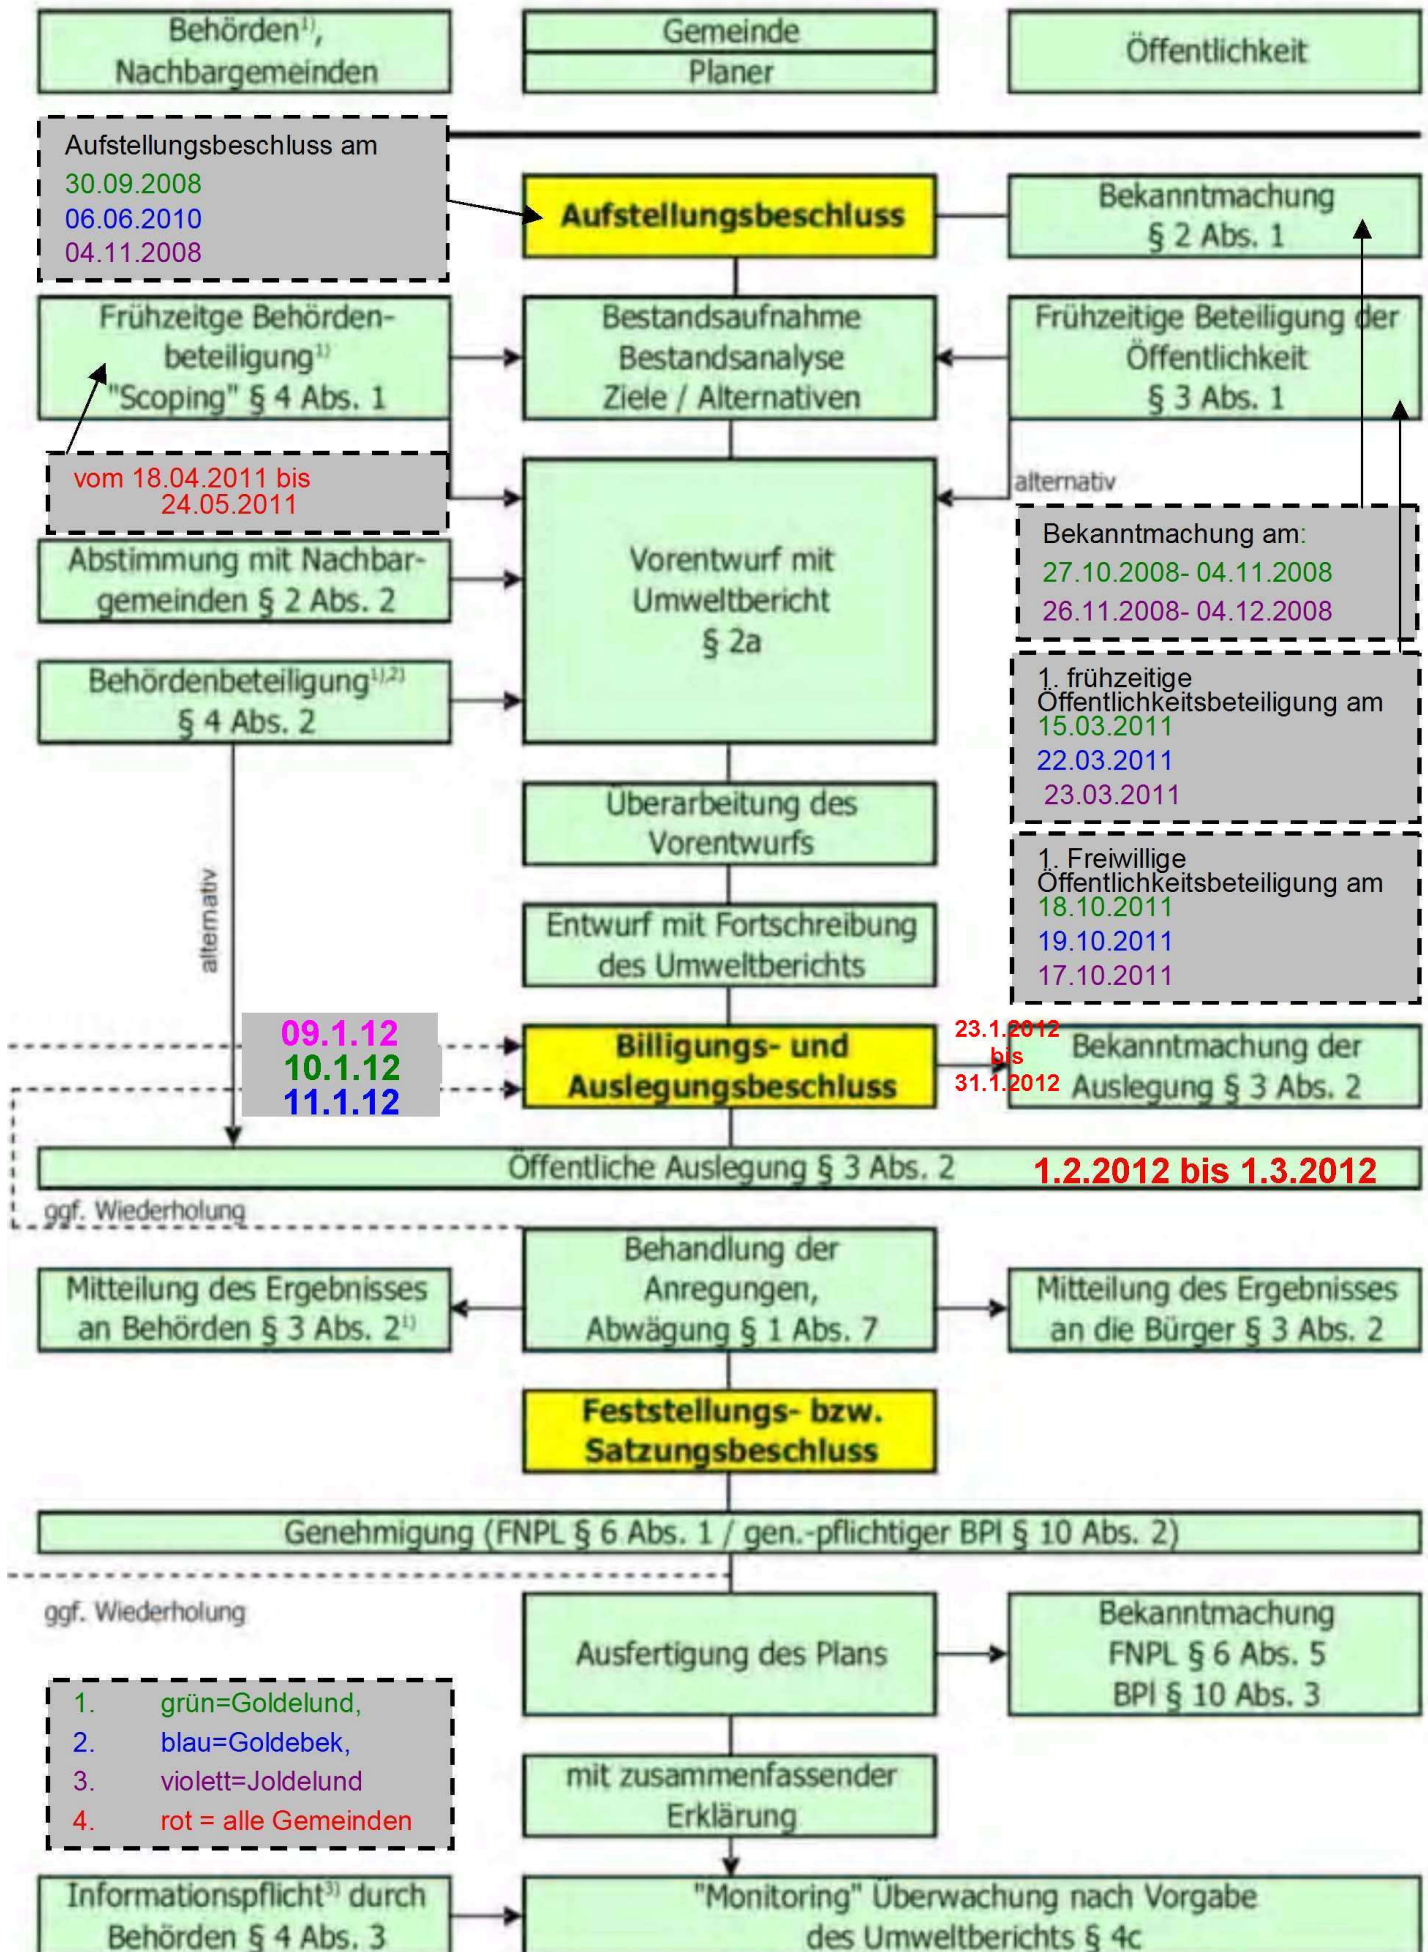 Behörden¹⁾,
Nachbargemeinden
Gemeinde
Planer
Öffentlichkeit
Aufstellungsbeschluss am
30.09.2008
06.06.2010
04.11.2008
Aufstellungsbeschluss
Bekanntmachung
§ 2 Abs. 1
Frühzeitge Behörden-
beteiligung¹⁾
"Scoping" § 4 Abs. 1
Bestandsaufnahme
Bestandsanalyse
Ziele / Alternativen
Frühzeitige Beteiligung der
Öffentlichkeit
§ 3 Abs. 1
vom 18.04.2011 bis
24.05.2011
alternativ
Bekanntmachung am:
27.10.2008- 04.11.2008
26.11.2008- 04.12.2008
Abstimmung mit Nachbar-
gemeinden § 2 Abs. 2
Vorentwurf mit
Umweltbericht
§ 2a
Behördenbeteiligung¹⁾,²⁾
§ 4 Abs. 2
1. frühzeitige
Öffentlichkeitsbeteiligung am
15.03.2011
22.03.2011
23.03.2011
Überarbeitung des
Vorentwurfs
1. Freiwillige
Öffentlichkeitsbeteiligung am
18.10.2011
19.10.2011
17.10.2011
alternativ
Entwurf mit Fortschreibung
des Umweltberichts
09.1.12
10.1.12
11.1.12
Billigungs- und
Auslegungsbeschluss
23.1.2012
bis
31.1.2012
Bekanntmachung der
Auslegung § 3 Abs. 2
Öffentliche Auslegung § 3 Abs. 2
1.2.2012 bis 1.3.2012
ggf. Wiederholung
Behandlung der
Anregungen,
Abwägung § 1 Abs. 7
Mitteilung des Ergebnisses
an Behörden § 3 Abs. 2¹⁾
Mitteilung des Ergebnisses
an die Bürger § 3 Abs. 2
Feststellungs- bzw.
Satzungsbeschluss
Genehmigung (FNPL § 6 Abs. 1 / gen.-pflichtiger BPl § 10 Abs. 2)
ggf. Wiederholung
Ausfertigung des Plans
Bekanntmachung
FNPL § 6 Abs. 5
BPl § 10 Abs. 3
1. grün=Goldelund,
2. blau=Goldebek,
3. violett=Joldelund
4. rot = alle Gemeinden
mit zusammenfassender
Erklärung
Informationspflicht³⁾ durch
Behörden § 4 Abs. 3
"Monitoring" Überwachung nach Vorgabe
des Umweltberichts § 4c